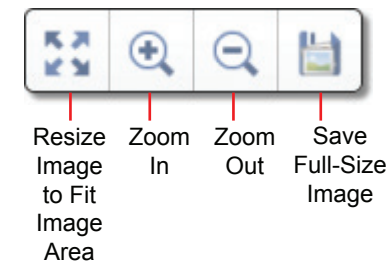 Resize
Image
to Fit
Image
Area
Zoom
In
Zoom
Out
Save
Full-Size
Image